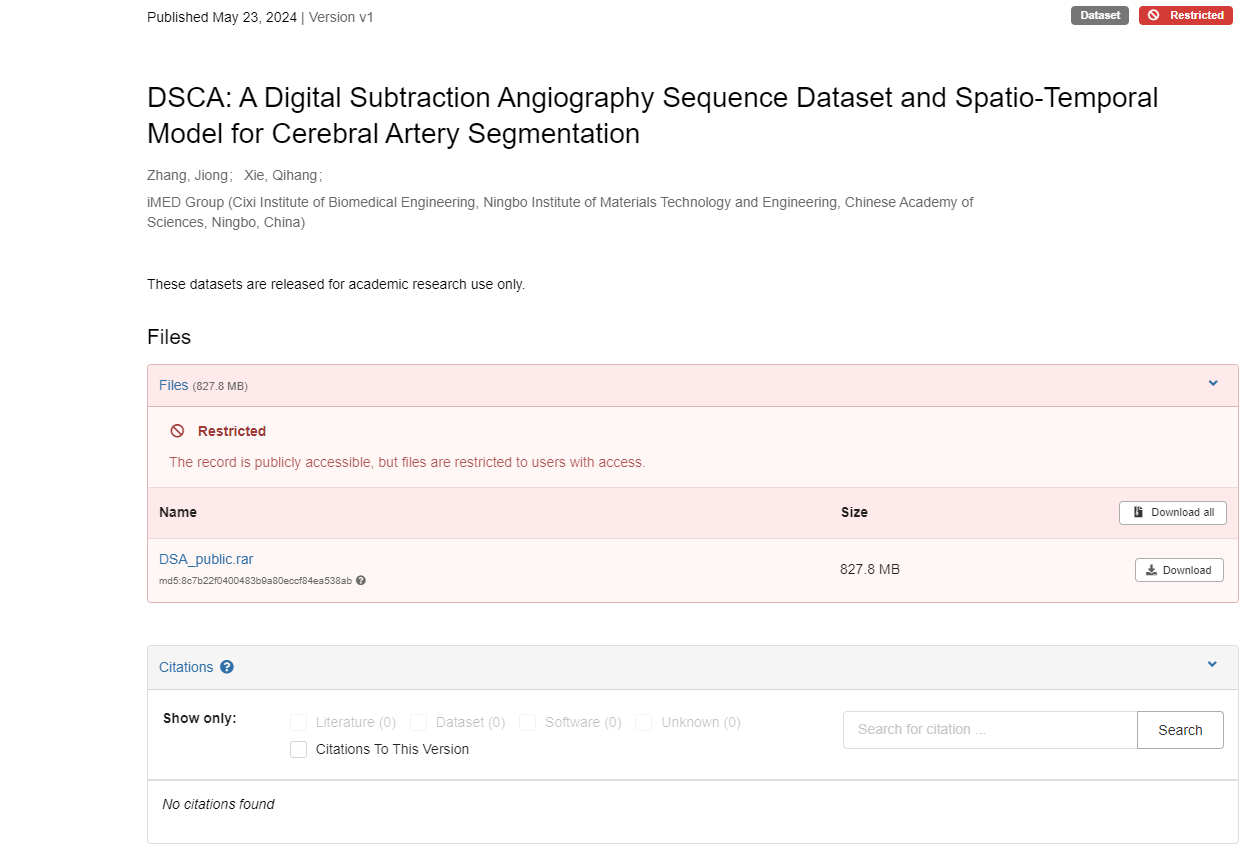 Published May 23, 2024 | Version v1
Dataset
Restricted
DSCA: A Digital Subtraction Angiography Sequence Dataset and Spatio-Temporal
Model for Cerebral Artery Segmentation
Zhang, Jiong; Xie, Qihang;
iMED Group (Cixi Institute of Biomedical Engineering, Ningbo Institute of Materials Technology and Engineering, Chinese Academy of
Sciences, Ningbo, China)
These datasets are released for academic research use only.
Files
Files (827.8 MB)
Restricted
The record is publicly accessible, but files are restricted to users with access.
Name Size Download all
DSA_public.rar
md5:8c7b22f0400483b9a80eccf84ea538ab
827.8 MB
Download
Citations
Show only:
Literature (0) Dataset (0) Software (0) Unknown (0)
Citations To This Version
Search for citation ...
Search
No citations found